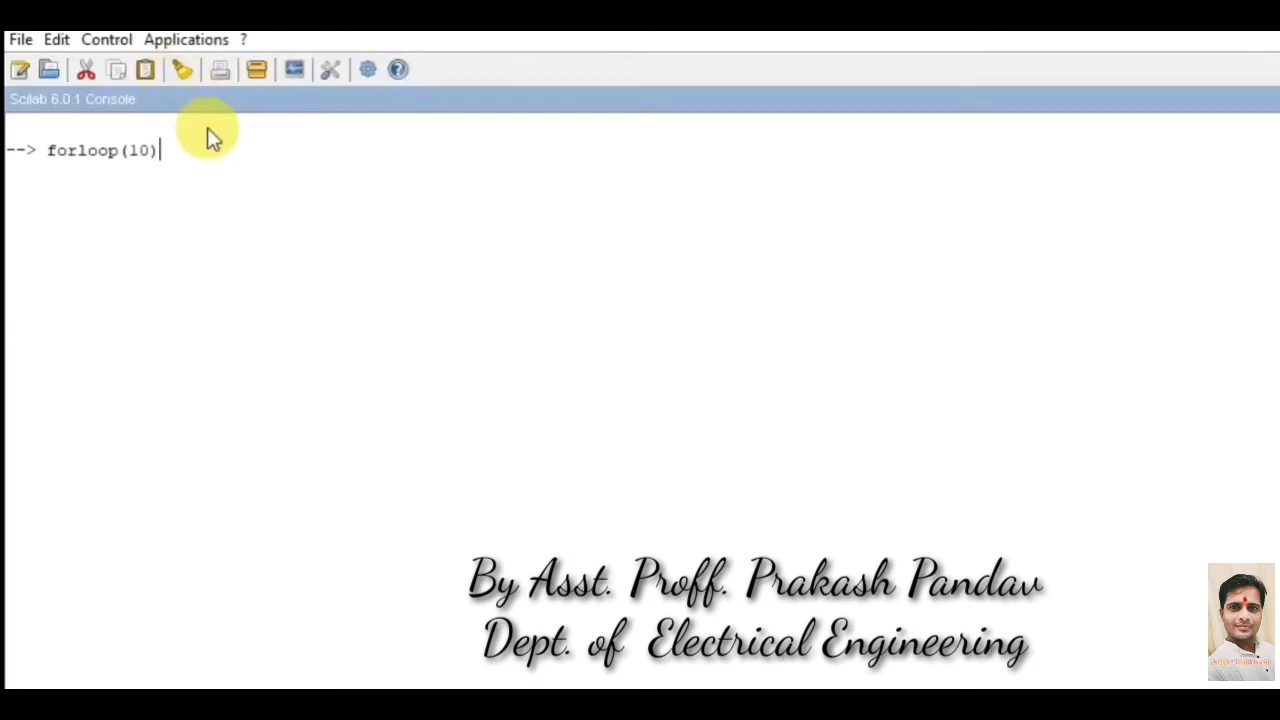 File Edit Control Applications ?
Scilab 6.0.1 Console
--> forloop(10)
By Asst. Proff. Prakash Pandav
Dept. of Electrical Engineering